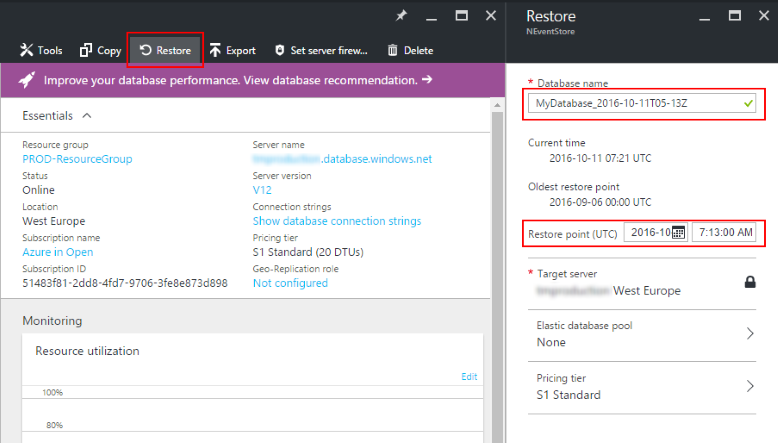 Tools Copy Restore Export Set server firew... Delete
Improve your database performance. View database recommendation. →
Essentials
Resource group
PROD-ResourceGroup
Status
Online
Location
West Europe
Subscription name
Azure in Open
Subscription ID
51483f81-2dd8-4fd7-9706-3fe8e873d898
Server name
.database.windows.net
Server version
V12
Connection strings
Show database connection strings
Pricing tier
S1 Standard (20 DTUs)
Geo-Replication role
Not configured
Monitoring
Resource utilization
Edit
100%
80%
Restore
NEventStore
* Database name
MyDatabase_2016-10-11T05-13Z
Current time
2016-10-11 07:21 UTC
Oldest restore point
2016-09-06 00:00 UTC
Restore point (UTC) 2016-10 7:13:00 AM
* Target server
West Europe
Elastic database pool
None
Pricing tier
S1 Standard